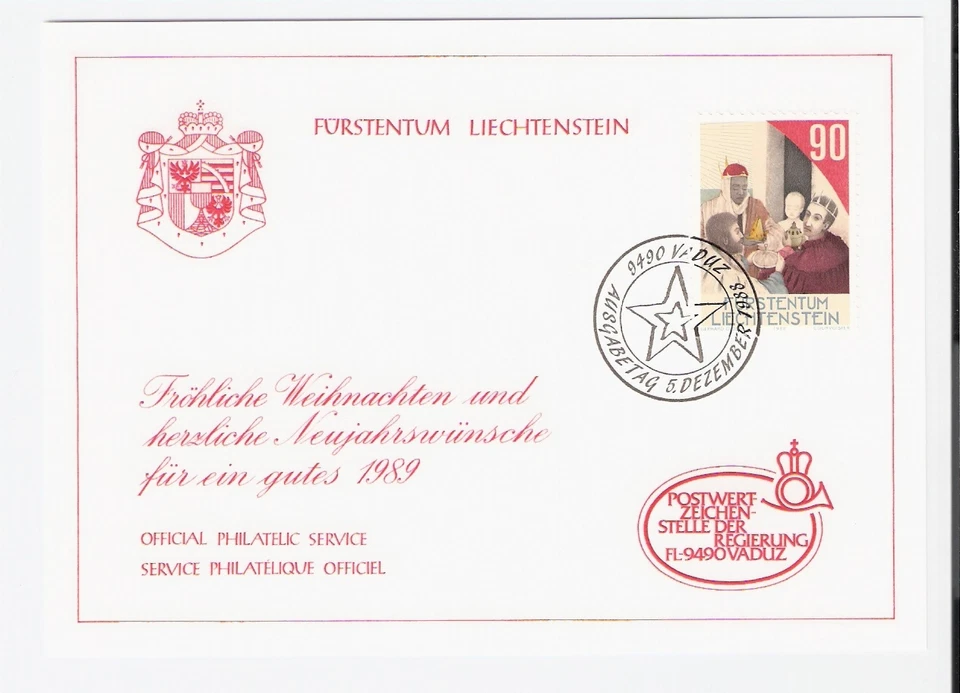 FÜRSTENTUM LIECHTENSTEIN
90
FÜRSTENTUM
LIECHTENSTEIN
9490 VADUZ
AUSGABETAG 5. DEZEMBER 1988
Fröhliche Weihnachten und
herzliche Neujahrswünsche
für ein gutes 1989
OFFICIAL PHILATELIC SERVICE
SERVICE PHILATÉLIQUE OFFICIEL
POSTWERT-
ZEICHEN-
STELLE DER
REGIERUNG
FL-9490 VADUZ